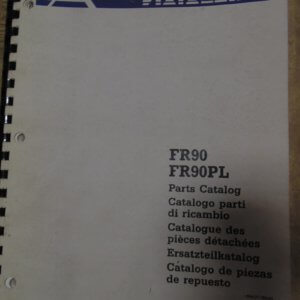 FR90
FR90PL
Parts Catalog
Catalogo parti
di ricambio
Catalogue des
pièces détachées
Ersatzteilkatalog
Catálogo de piezas
de repuesto